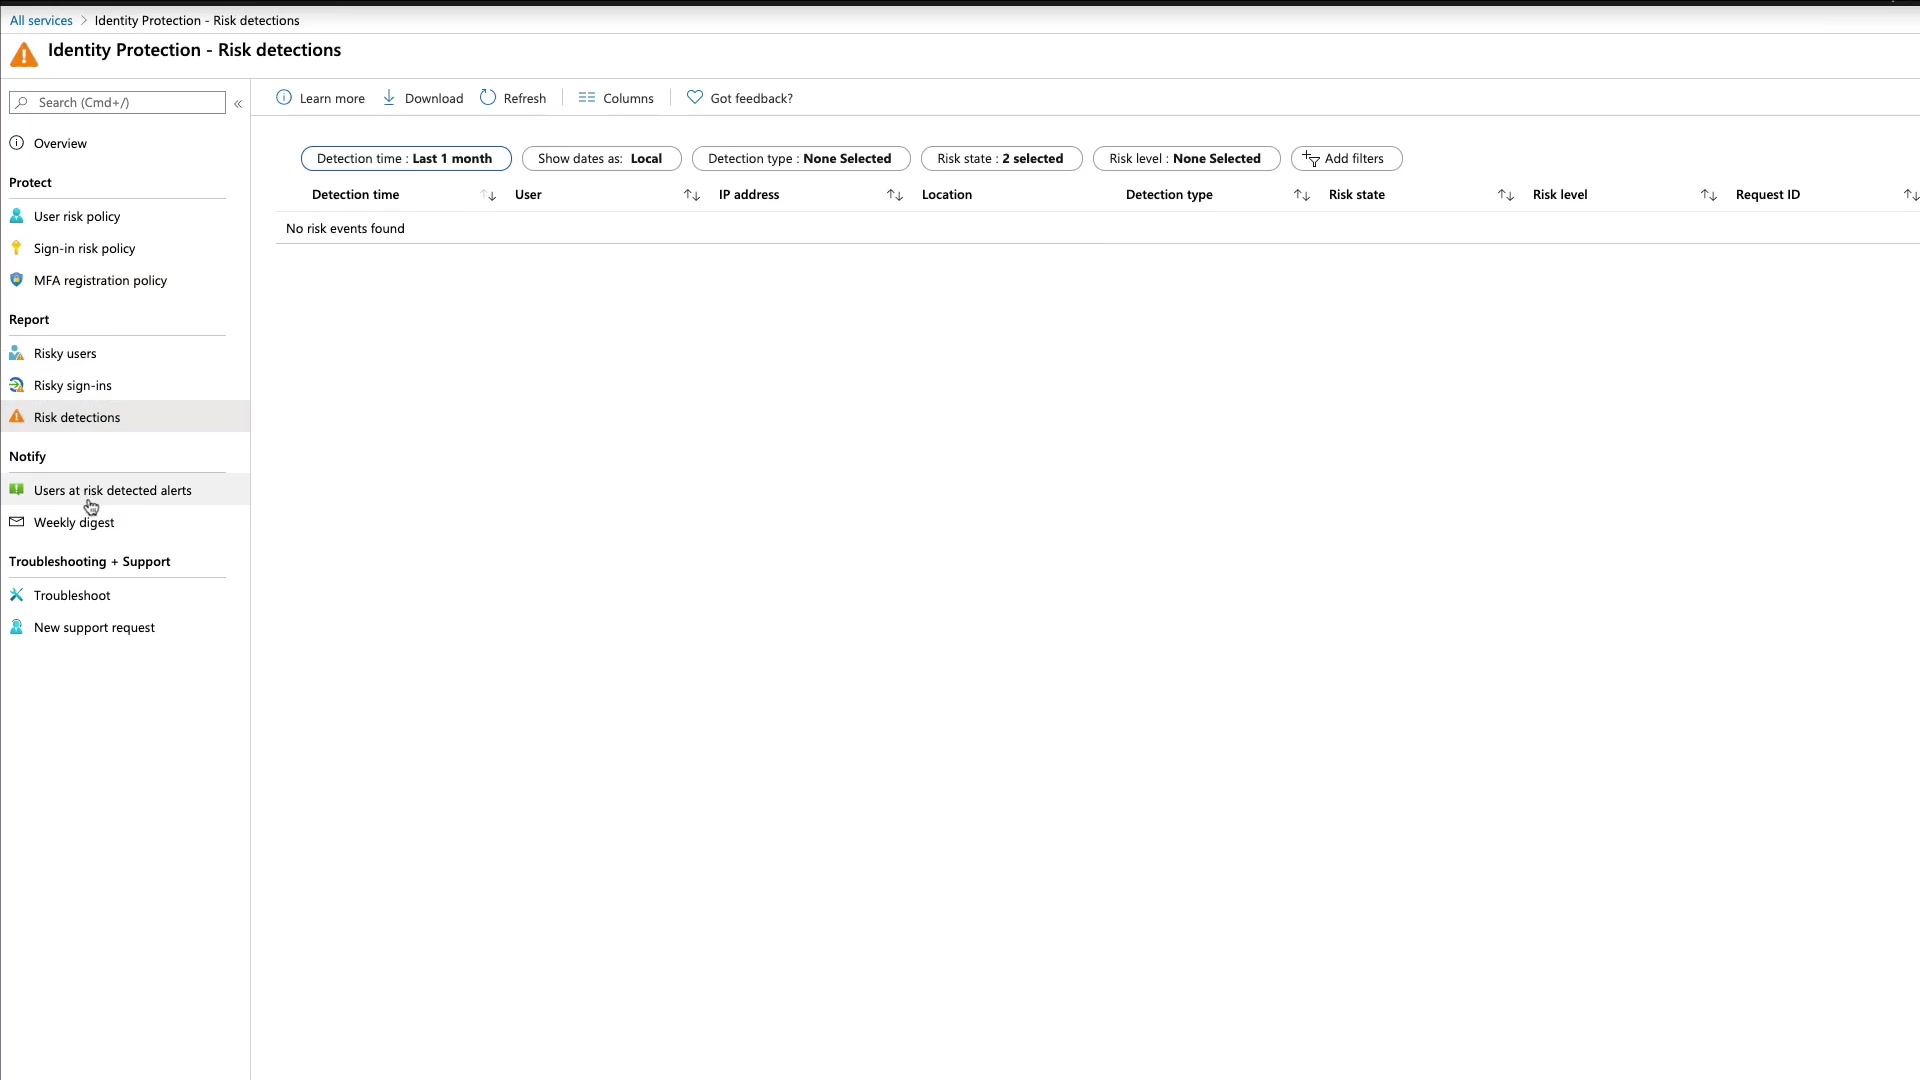 All services > Identity Protection - Risk detections
Identity Protection - Risk detections
Search (Cmd+/)
«
Overview
Protect
User risk policy
Sign-in risk policy
MFA registration policy
Report
Risky users
Risky sign-ins
Risk detections
Notify
Users at risk detected alerts
Weekly digest
Troubleshooting + Support
Troubleshoot
New support request
Learn more Download Refresh Columns Got feedback?
Detection time : Last 1 month Show dates as: Local Detection type : None Selected Risk state : 2 selected Risk level : None Selected Add filters
Detection time User IP address Location Detection type Risk state Risk level Request ID
No risk events found